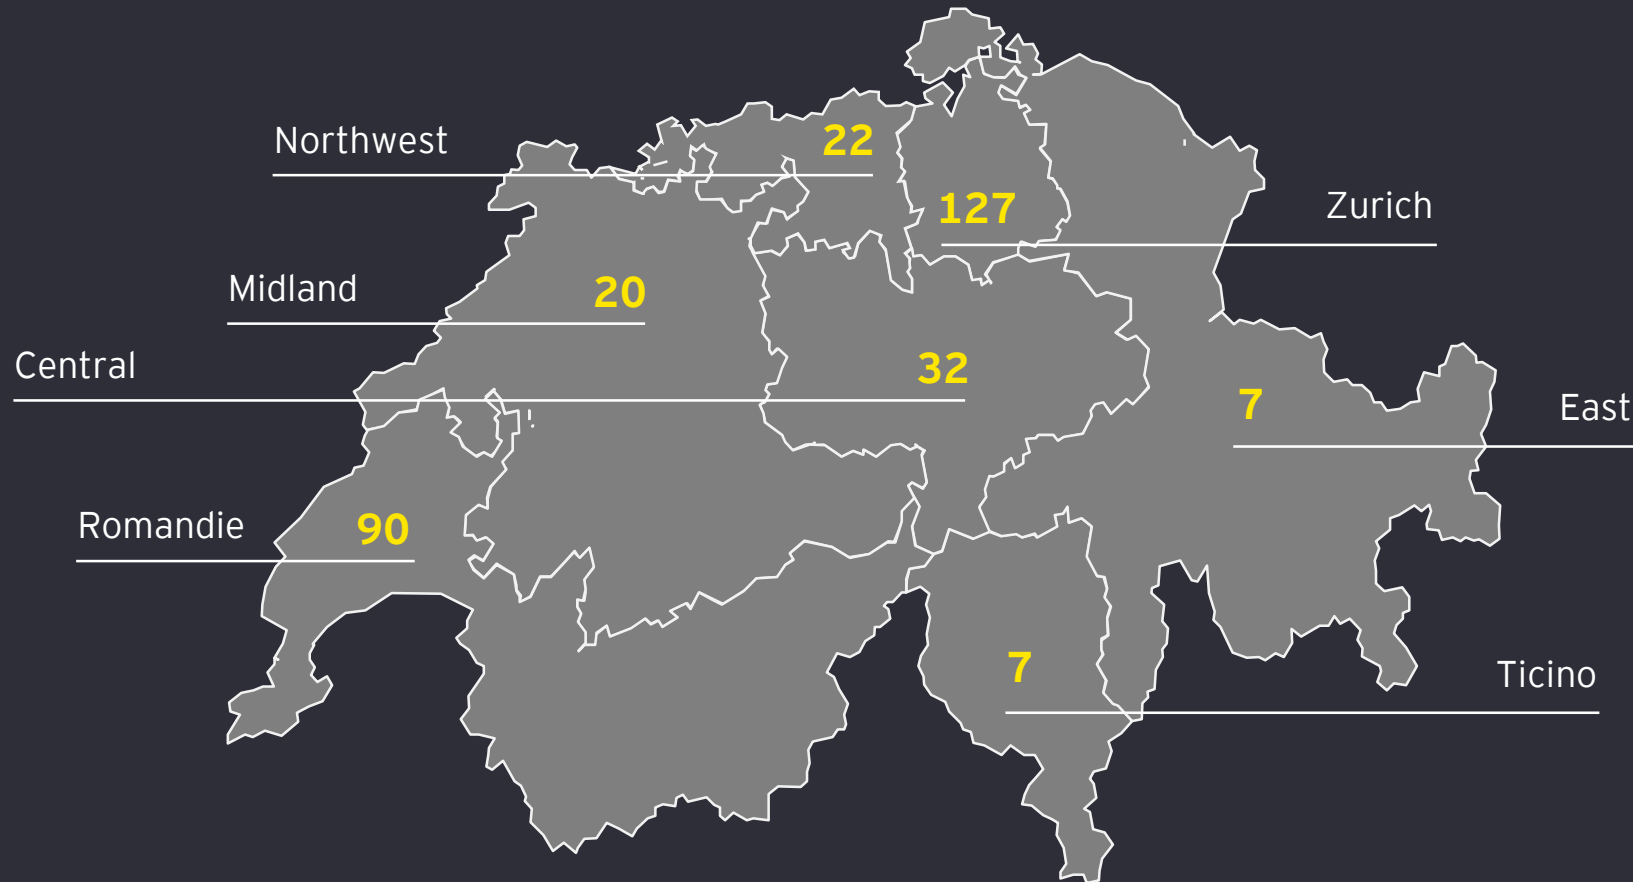 Northwest 22
127 Zurich
Midland 20
Central 32
7 East
Romandie 90
7 Ticino